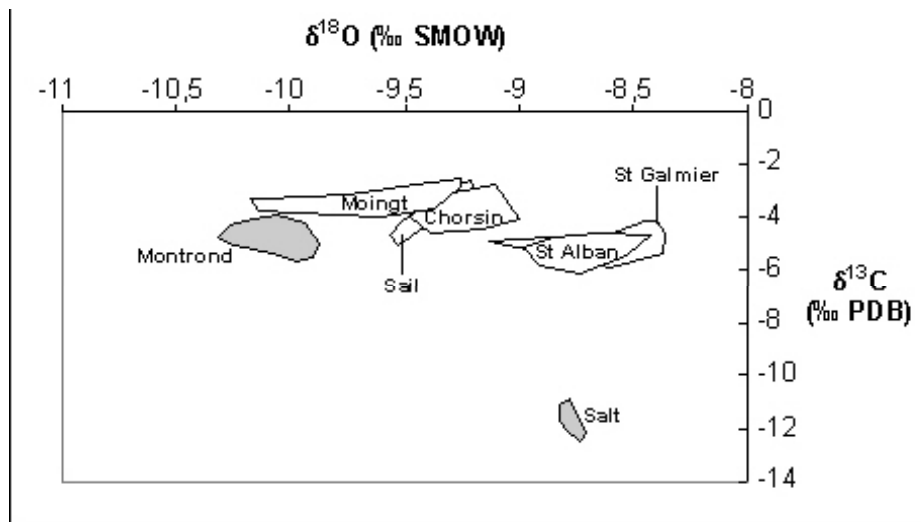 δ¹⁸O (‰ SMOW)
-11 -10,5 -10 -9,5 -9 -8,5 -8
0
-2
St Galmier
Moingt
Chorsin
-4
Montrond
St Alban
Sail
-6
δ¹³C
(‰ PDB)
-8
-10
Salt
-12
-14